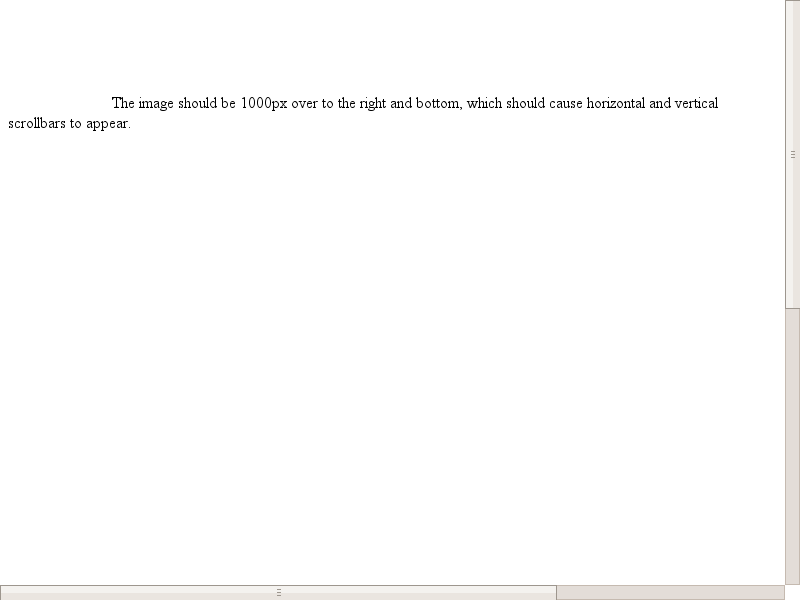 The image should be 1000px over to the right and bottom, which should cause horizontal and vertical
scrollbars to appear.